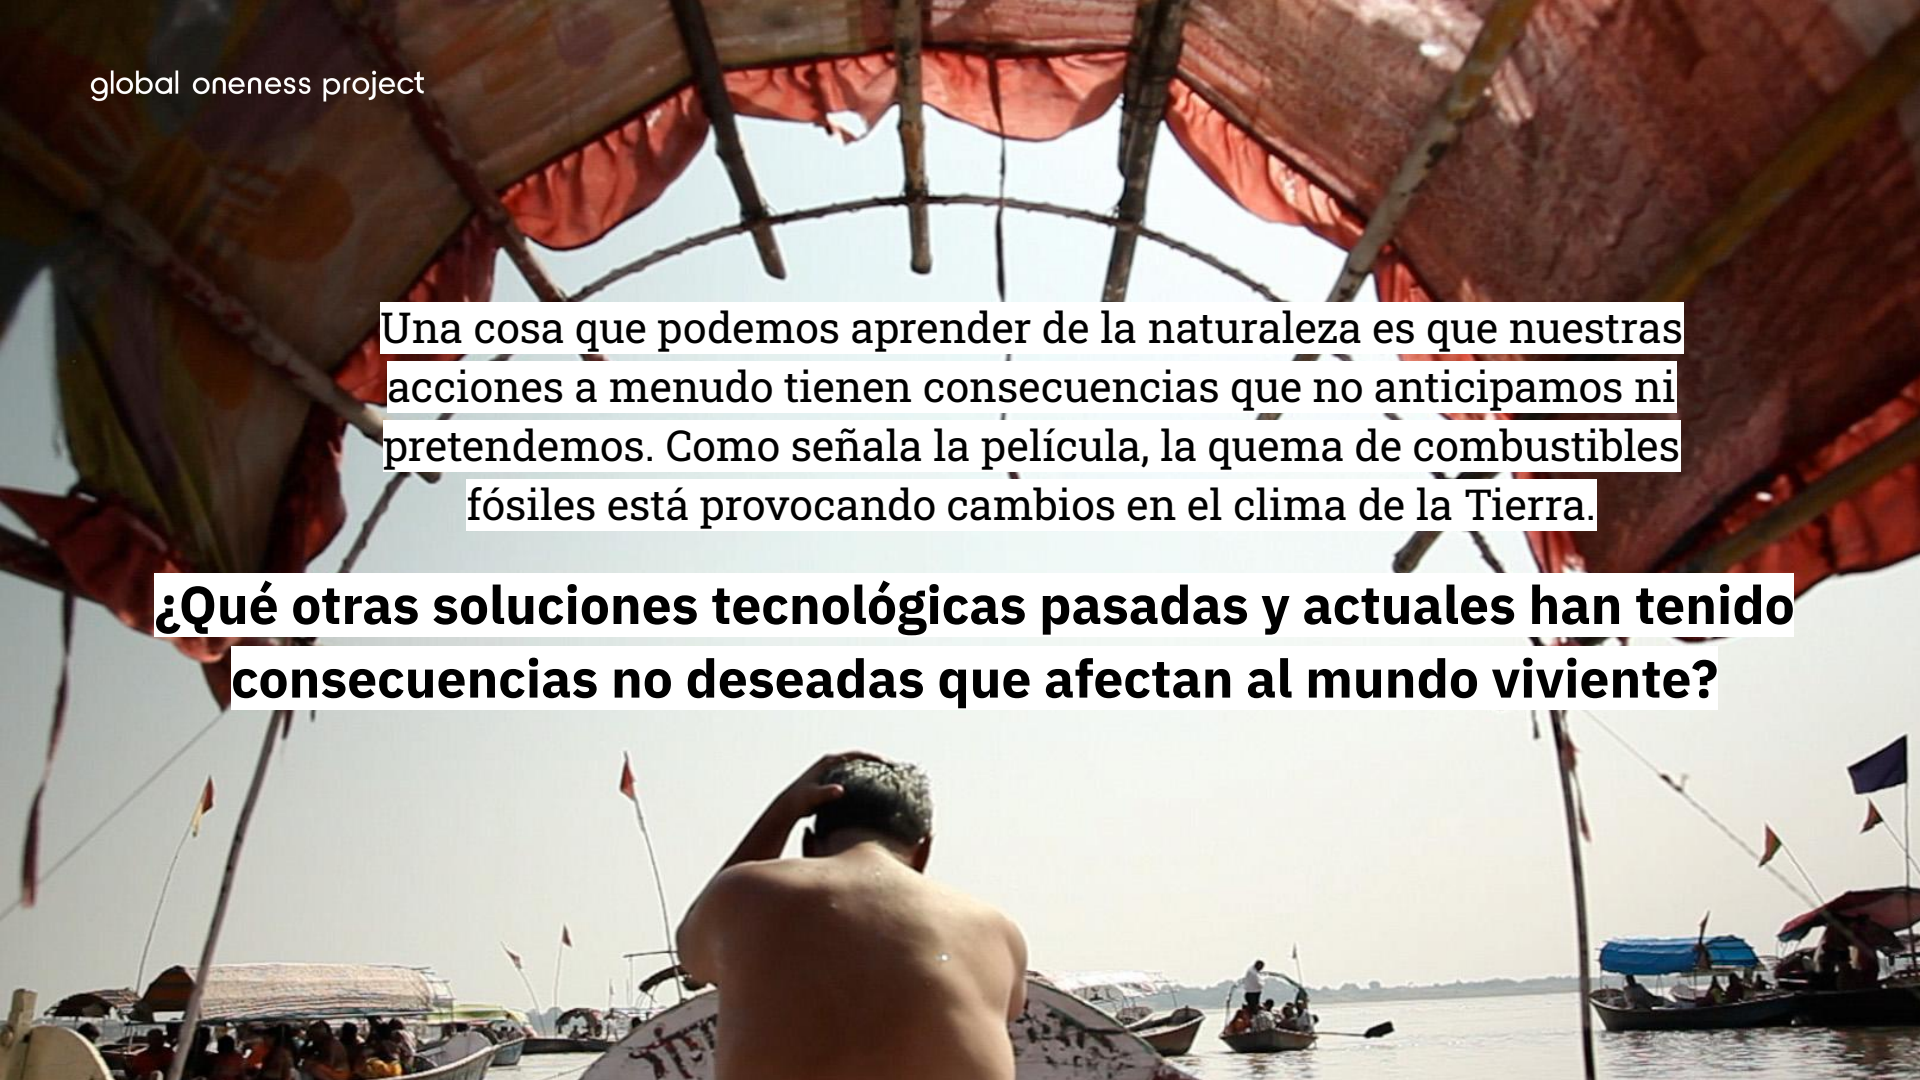 global oneness project
Una cosa que podemos aprender de la naturaleza es que nuestras
acciones a menudo tienen consecuencias que no anticipamos ni
pretendemos. Como señala la película, la quema de combustibles
fósiles está provocando cambios en el clima de la Tierra.
¿Qué otras soluciones tecnológicas pasadas y actuales han tenido
consecuencias no deseadas que afectan al mundo viviente?